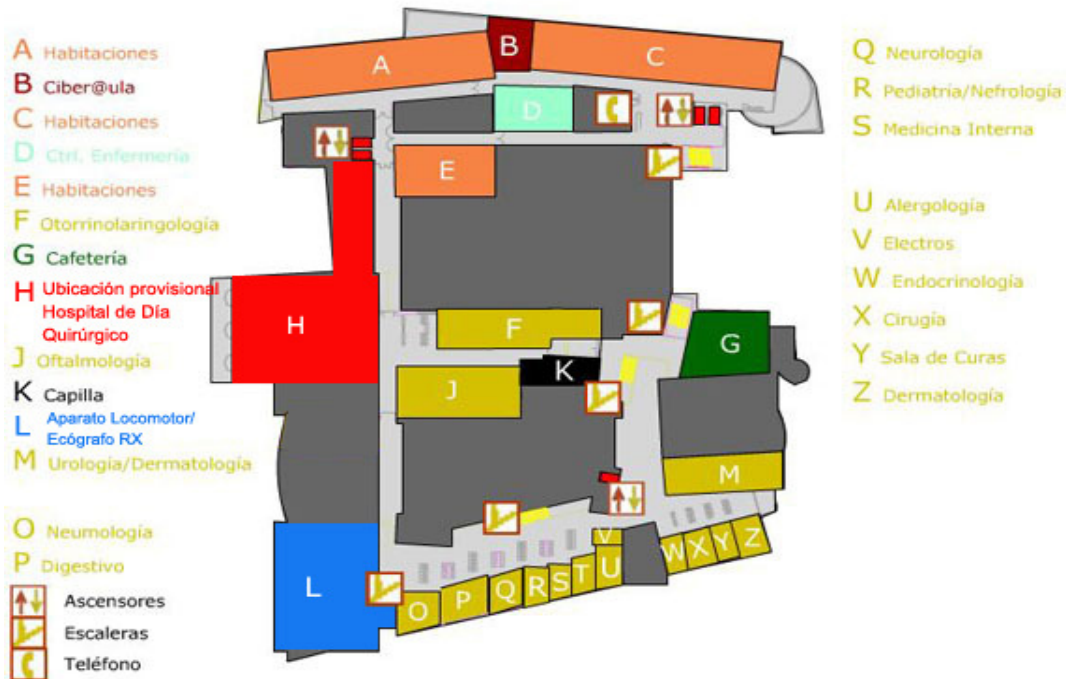 A Habitaciones
B Ciber@ula
C Habitaciones
D Ctrl. Enfermería
E Habitaciones
F Otorrinolaringología
G Cafetería
H Ubicación provisional
Hospital de Día
Quirúrgico
J Oftalmología
K Capilla
L Aparato Locomotor/
Ecógrafo RX
M Urología/Dermatología
O Neumología
P Digestivo
Ascensores
Escaleras
Teléfono
A
B
C
D
E
F
G
H
J
K
L
M
O
P
Q
R
S
T
U
V
W
X
Y
Z
Q Neurología
R Pediatría/Nefrología
S Medicina Interna
U Alergología
V Electros
W Endocrinología
X Cirugía
Y Sala de Curas
Z Dermatología